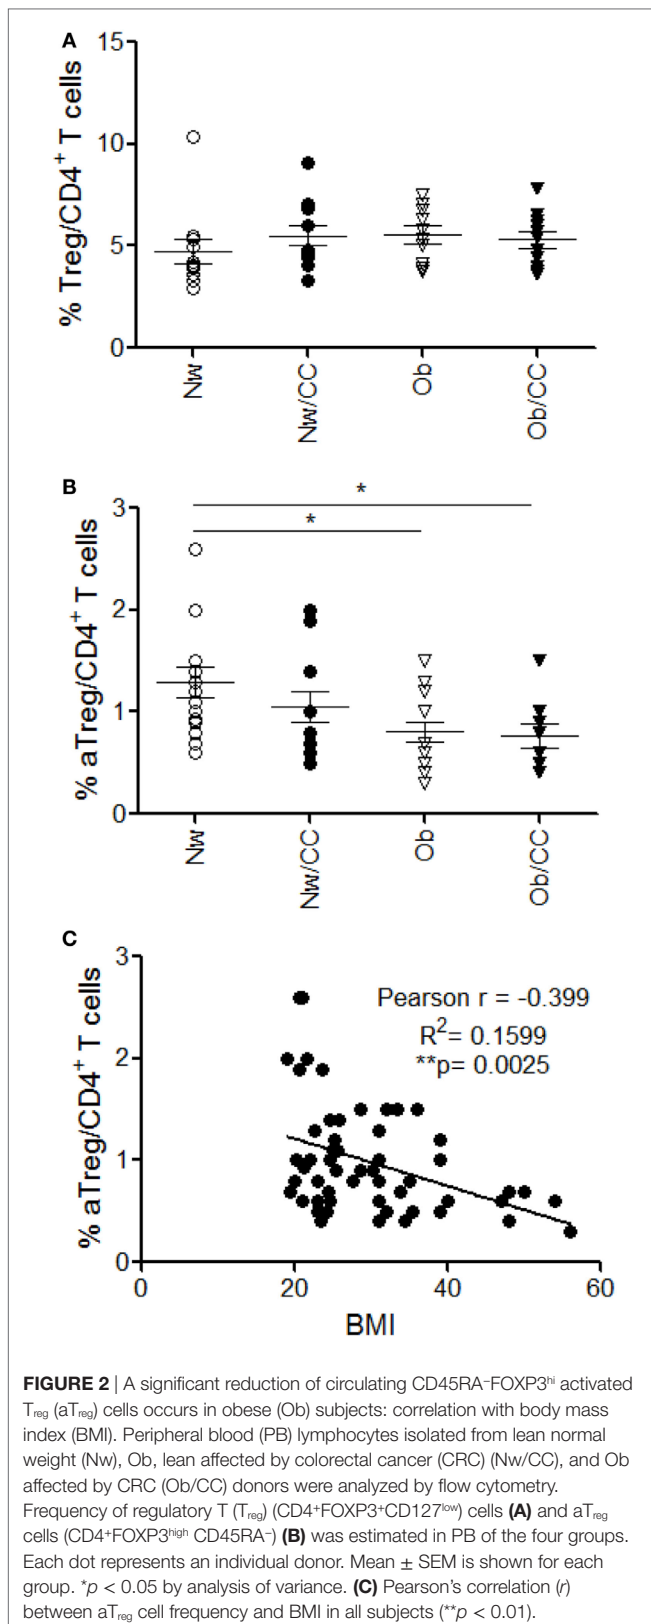 A
15
10
5
0
% Treg/CD4⁺ T cells
Nw
Nw/CC
Ob
Ob/CC
B
3
2
1
0
% aTreg/CD4⁺ T cells
*
*
Nw
Nw/CC
Ob
Ob/CC
C
3
2
1
0
% aTreg/CD4⁺ T cells
Pearson r = -0.399
R²= 0.1599
**p= 0.0025
0
20
40
60
BMI
FIGURE 2 | A significant reduction of circulating CD45RA⁻FOXP3ʰⁱ activated
Treg (aTreg) cells occurs in obese (Ob) subjects: correlation with body mass
index (BMI). Peripheral blood (PB) lymphocytes isolated from lean normal
weight (Nw), Ob, lean affected by colorectal cancer (CRC) (Nw/CC), and Ob
affected by CRC (Ob/CC) donors were analyzed by flow cytometry.
Frequency of regulatory T (Treg) (CD4⁺FOXP3⁺CD127ˡᵒʷ) cells (A) and aTreg
cells (CD4⁺FOXP3ʰⁱᵍʰ CD45RA⁻) (B) was estimated in PB of the four groups.
Each dot represents an individual donor. Mean ± SEM is shown for each
group. *p < 0.05 by analysis of variance. (C) Pearson’s correlation (r)
between aTreg cell frequency and BMI in all subjects (**p < 0.01).